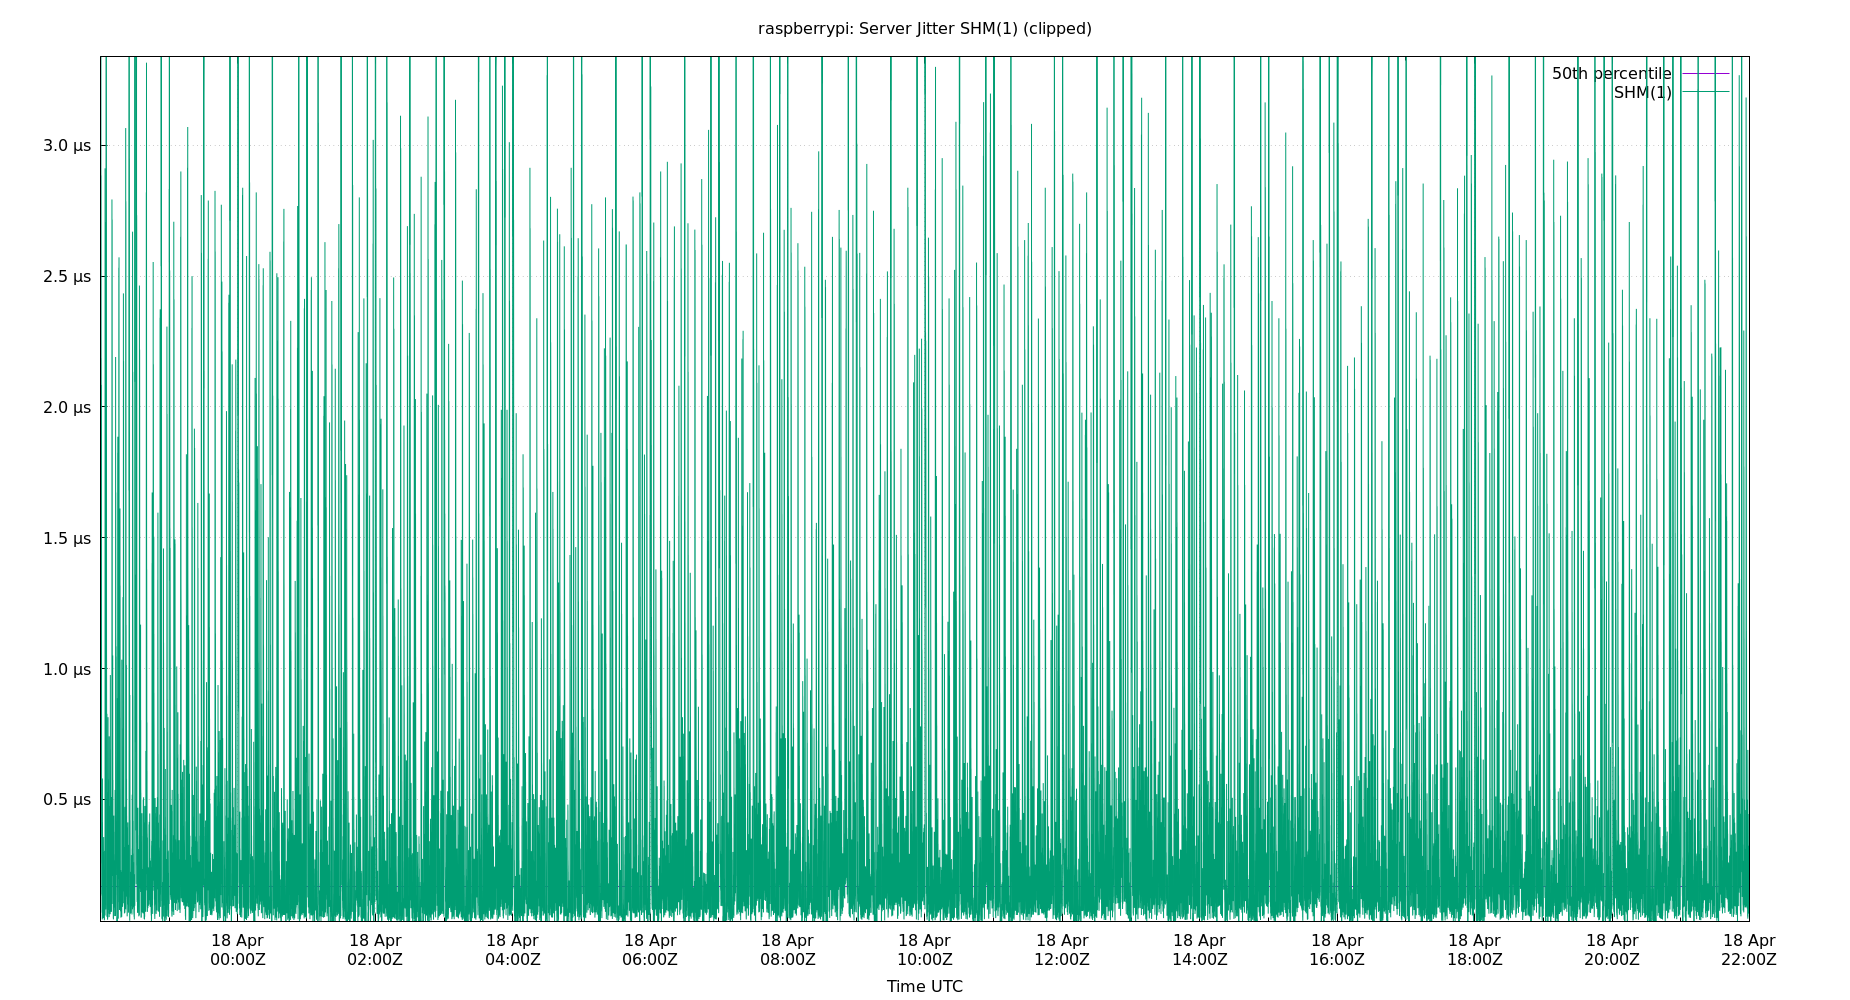 raspberrypi: Server Jitter SHM(1) (clipped)
50th percentile
SHM(1)
3.0 µs
2.5 µs
2.0 µs
1.5 µs
1.0 µs
0.5 µs
18 Apr 18 Apr 18 Apr 18 Apr 18 Apr 18 Apr 18 Apr 18 Apr 18 Apr 18 Apr 18 Apr 18 Apr
00:00Z 02:00Z 04:00Z 06:00Z 08:00Z 10:00Z 12:00Z 14:00Z 16:00Z 18:00Z 20:00Z 22:00Z
Time UTC